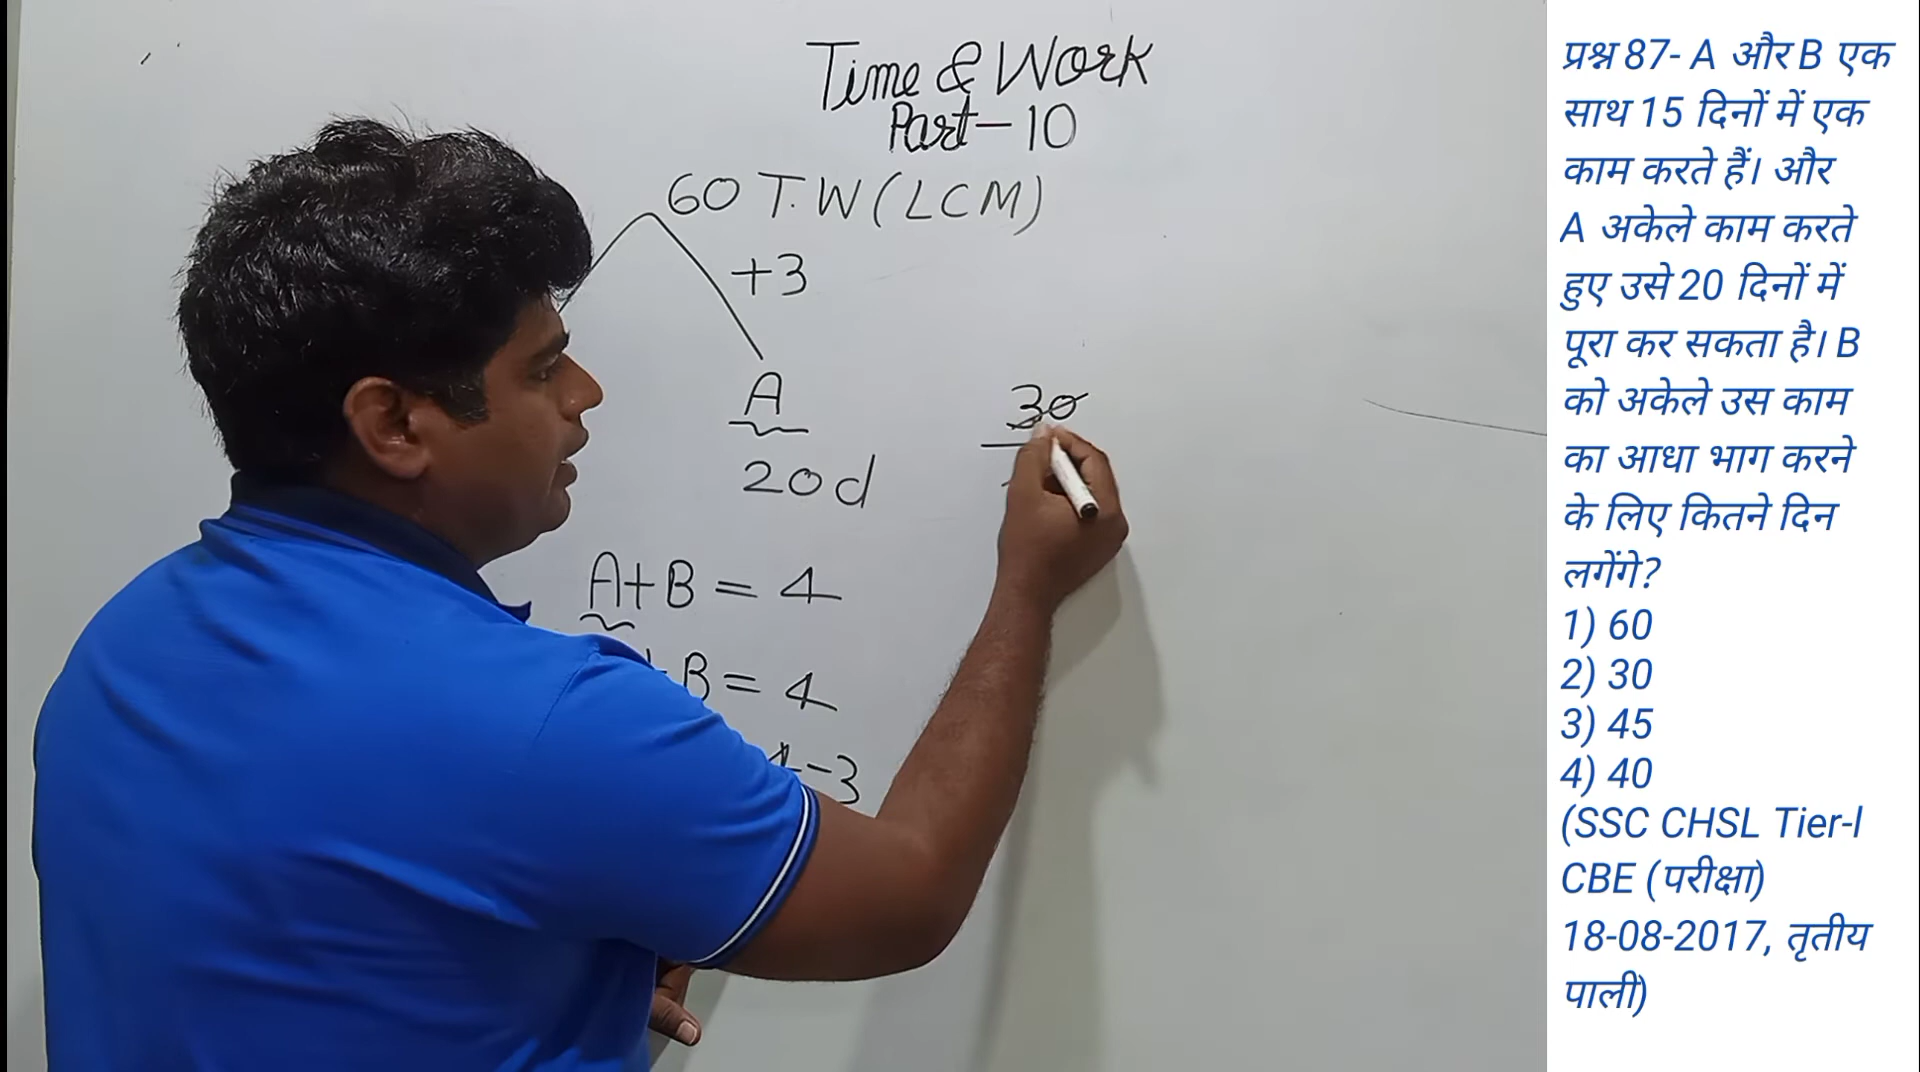 Time & Work
Part-10
60 T.W (LCM)
+3
A
20d
30
A+B = 4
B = 4
4-3
प्रश्न 87- A और B एक
साथ 15 दिनों में एक
काम करते हैं। और
A अकेले काम करते
हुए उसे 20 दिनों में
पूरा कर सकता है। B
को अकेले उस काम
का आधा भाग करने
के लिए कितने दिन
लगेंगे?
1) 60
2) 30
3) 45
4) 40
(SSC CHSL Tier-I
CBE (परीक्षा)
18-08-2017, तृतीय
पाली)